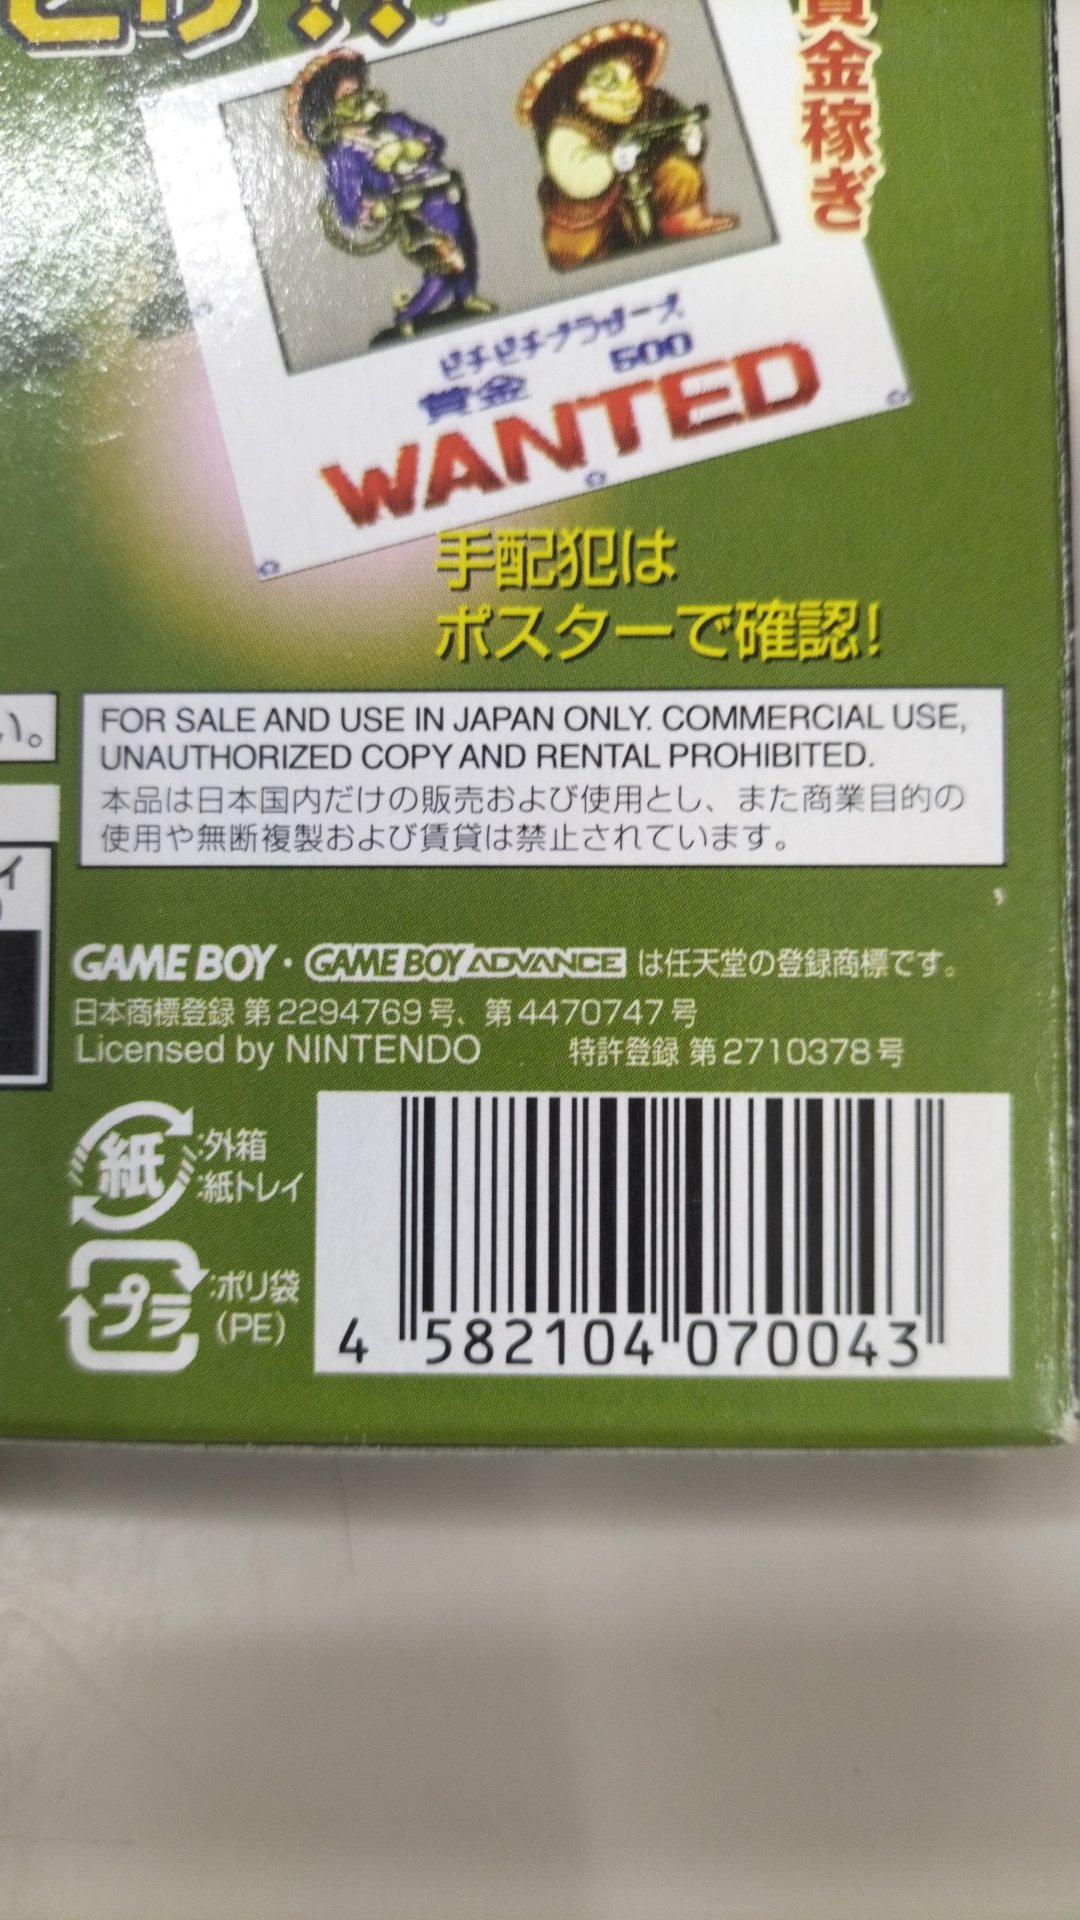 賞金稼ぎ
ピチピチブラザーズ
賞金 500
WANTED
手配犯は
ポスターで確認!
い。
FOR SALE AND USE IN JAPAN ONLY. COMMERCIAL USE,
UNAUTHORIZED COPY AND RENTAL PROHIBITED.
本品は日本国内だけの販売および使用とし、また商業目的の
使用や無断複製および賃貸は禁止されています。
イ
GAME BOY・GAME BOY ADVANCE は任天堂の登録商標です。
日本商標登録 第2294769号、第4470747号
Licensed by NINTENDO 特許登録 第2710378号
紙 :外箱
:紙トレイ
プラ :ポリ袋
(PE)
4 582104 070043